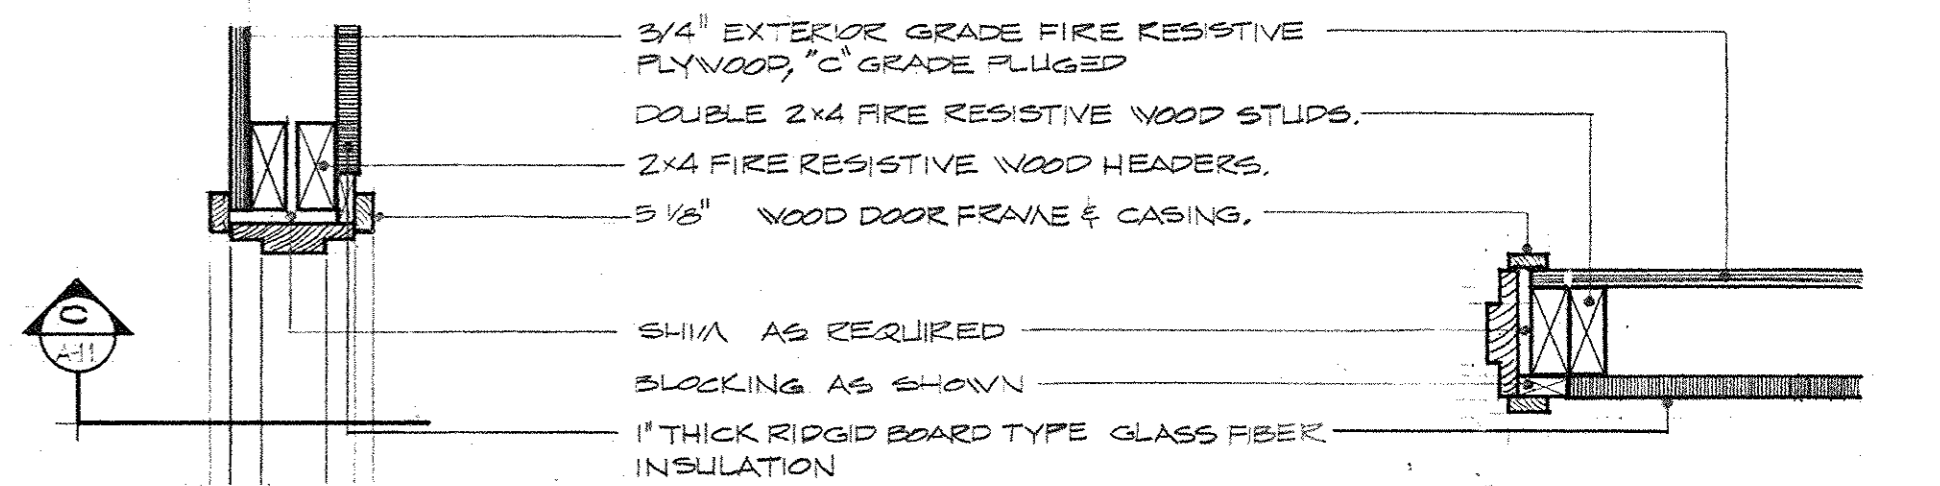 3/4" EXTERIOR GRADE FIRE RESISTIVE
PLYWOOD, "C" GRADE PLUGED
DOUBLE 2x4 FIRE RESISTIVE WOOD STUDS.
2x4 FIRE RESISTIVE WOOD HEADERS.
5 1/8" WOOD DOOR FRAME & CASING.
SHIM AS REQUIRED
BLOCKING AS SHOWN
1" THICK RIDGID BOARD TYPE GLASS FIBER
INSULATION
C
A-11